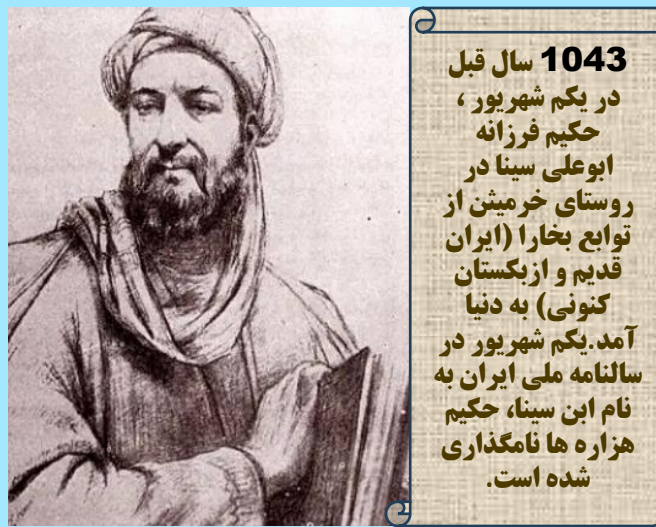 1043 سال قبل
در یکم شهریور ،
حکیم فرزانه
ابوعلی سینا در
روستای خرمیثن از
توابع بخارا (ایران
قدیم و ازبکستان
کنونی) به دنیا
آمد.یکم شهریور در
سالنامه ملی ایران به
نام ابن سینا، حکیم
هزاره ها نامگذاری
شده است.